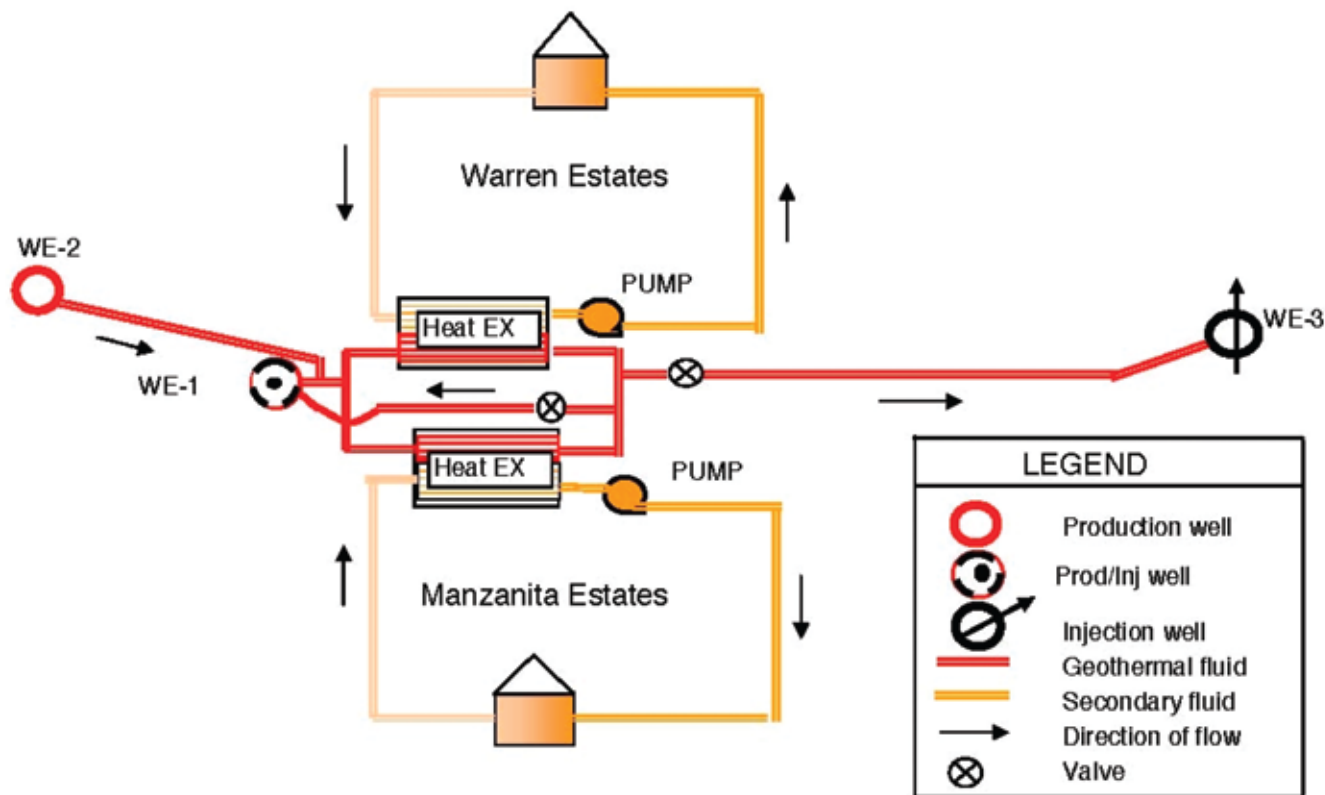 Warren Estates
WE-2
PUMP
Heat EX
WE-3
WE-1
Heat EX
PUMP
Manzanita Estates
LEGEND
Production well
Prod/Inj well
Injection well
Geothermal fluid
Secondary fluid
Direction of flow
Valve